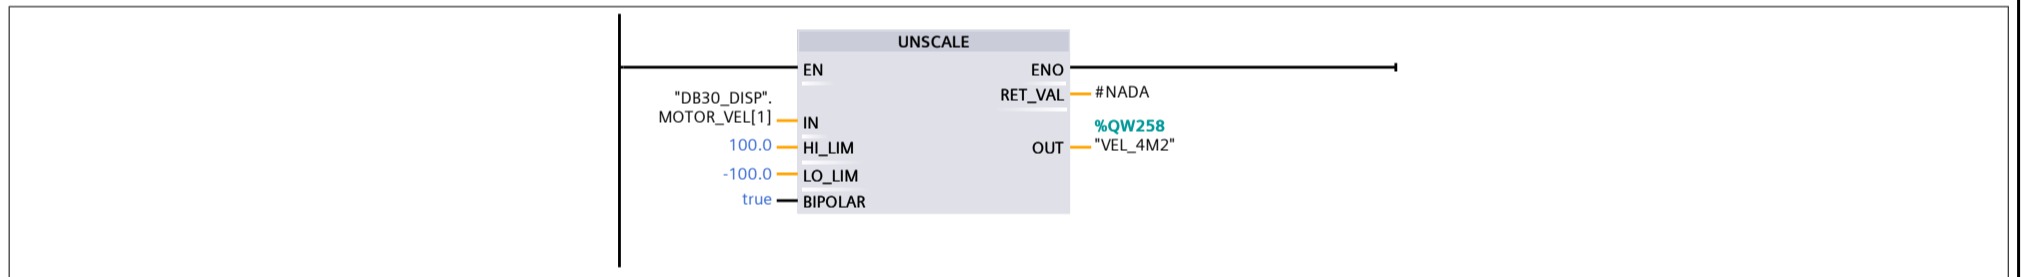 UNSCALE
EN
ENO
"DB30_DISP".
MOTOR_VEL[1]
IN
RET_VAL
#NADA
100.0
HI_LIM
%QW258
OUT
"VEL_4M2"
-100.0
LO_LIM
true
BIPOLAR